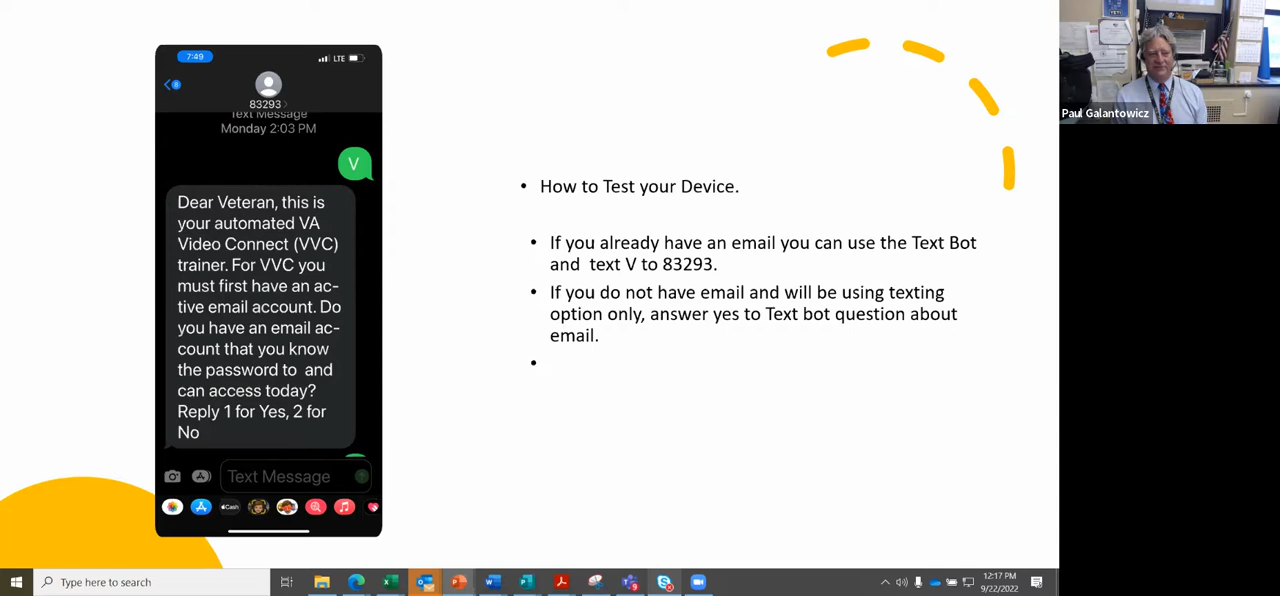 7:49
LTE
8
83293
Text Message
Monday 2:03 PM
V
Dear Veteran, this is
your automated VA
Video Connect (VVC)
trainer. For VVC you
must first have an ac-
tive email account. Do
you have an email ac-
count that you know
the password to and
can access today?
Reply 1 for Yes, 2 for
No
Text Message
Cash
• How to Test your Device.
• If you already have an email you can use the Text Bot
and text V to 83293.
• If you do not have email and will be using texting
option only, answer yes to Text bot question about
email.
•
Paul Galantowicz
Type here to search
12:17 PM
9/22/2022